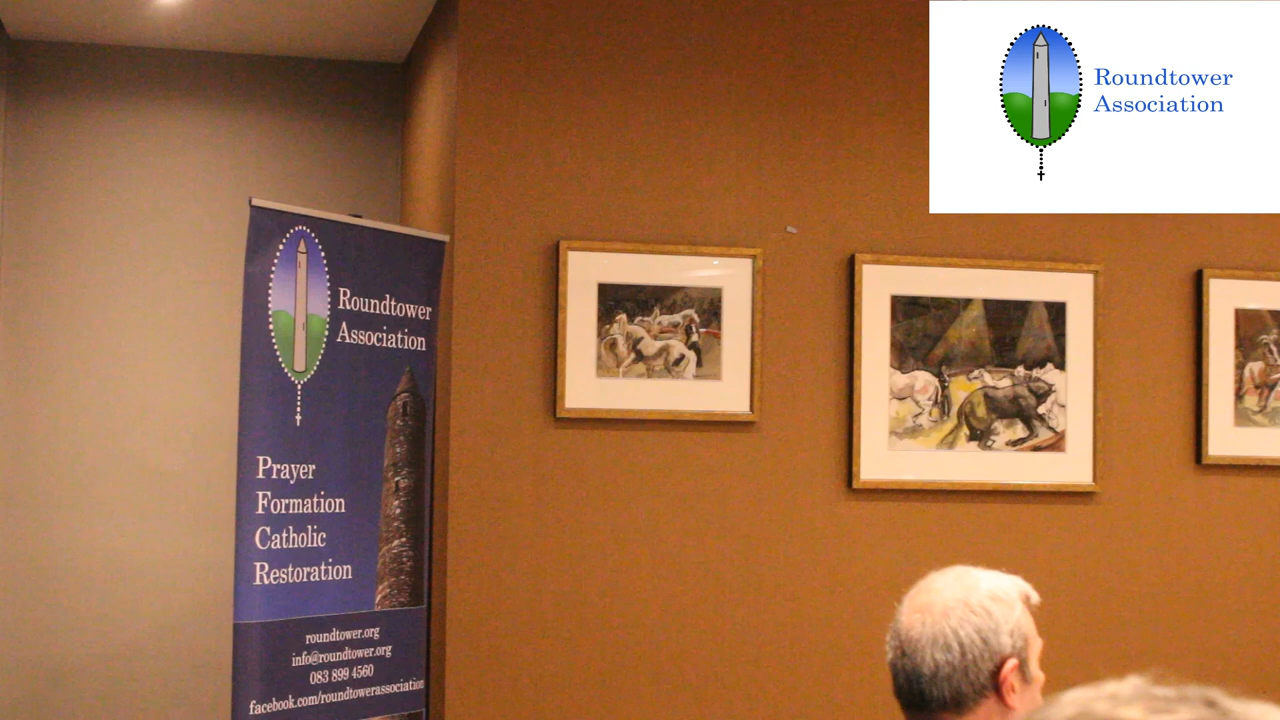 Roundtower
Association
Roundtower
Association
Prayer
Formation
Catholic
Restoration
roundtower.org
info@roundtower.org
083 899 4560
facebook.com/roundtowerassociation